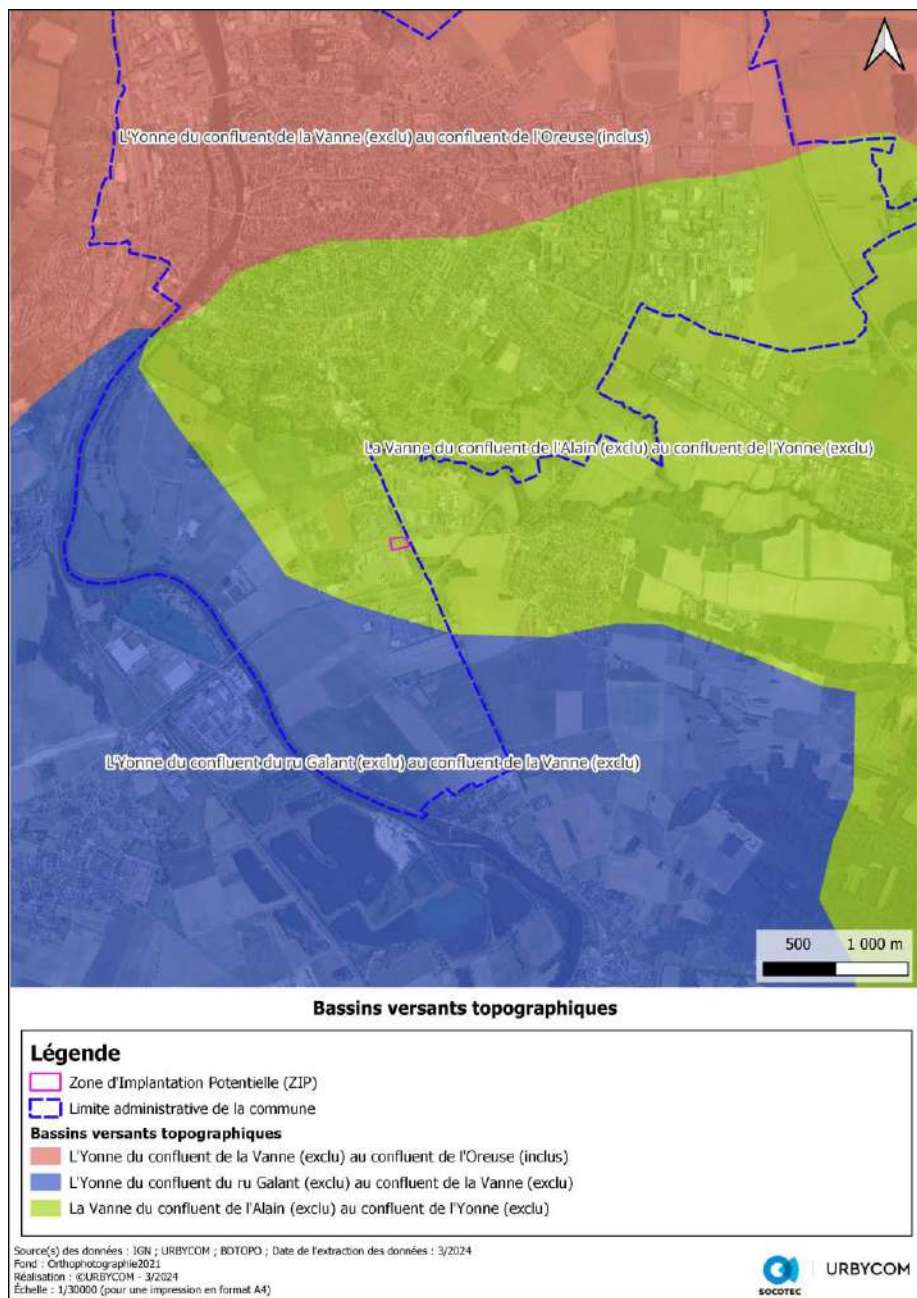 L'Yonne du confluent de la Vanne (exclu) au confluent de l'Oreuse (inclus)
La Vanne du confluent de l'Alain (exclu) au confluent de l'Yonne (exclu)
L'Yonne du confluent du ru Galant (exclu) au confluent de la Vanne (exclu)
500 1 000 m
Bassins versants topographiques
Légende
Zone d'Implantation Potentielle (ZIP)
Limite administrative de la commune
Bassins versants topographiques
L'Yonne du confluent de la Vanne (exclu) au confluent de l'Oreuse (inclus)
L'Yonne du confluent du ru Galant (exclu) au confluent de la Vanne (exclu)
La Vanne du confluent de l'Alain (exclu) au confluent de l'Yonne (exclu)
Source(s) des données : IGN ; URBYCOM ; BDTOPO ; Date de l'extraction des données : 3/2024
Fond : Orthophotographie2021
Réalisation : ©URBYCOM - 3/2024
Échelle : 1/30000 (pour une impression en format A4)
SOCOTEC
URBYCOM